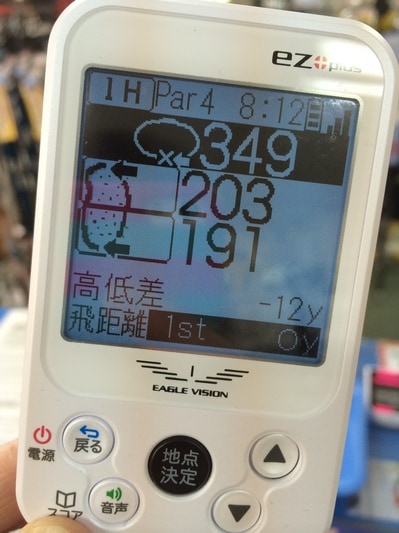 ez plus
1H Par4 8:12
349
203
191
高低差 -12y
飛距離 1st 0y
EAGLE VISION
電源
戻る
地点
決定
スコア
音声